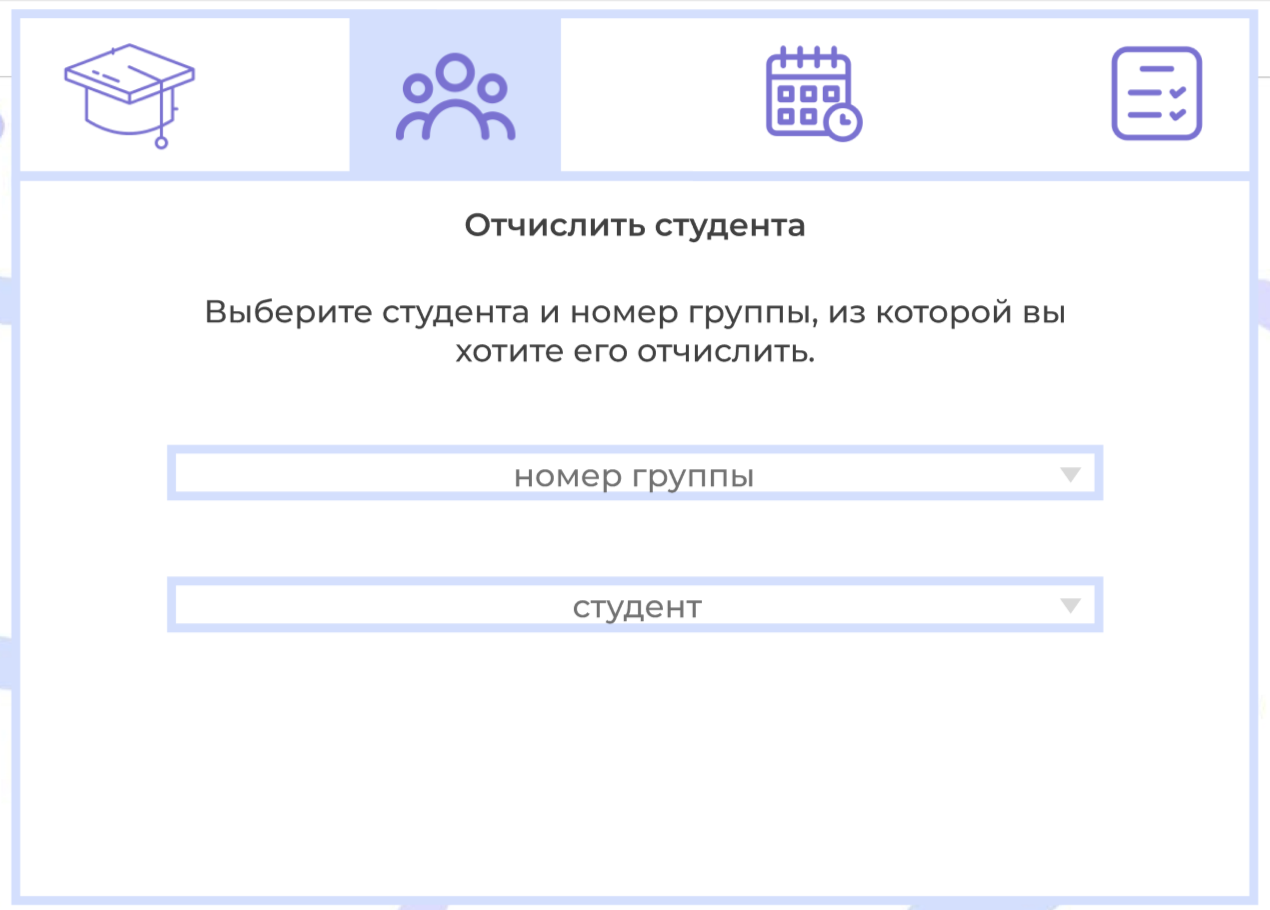 Отчислить студента
Выберите студента и номер группы, из которой вы
хотите его отчислить.
номер группы
студент